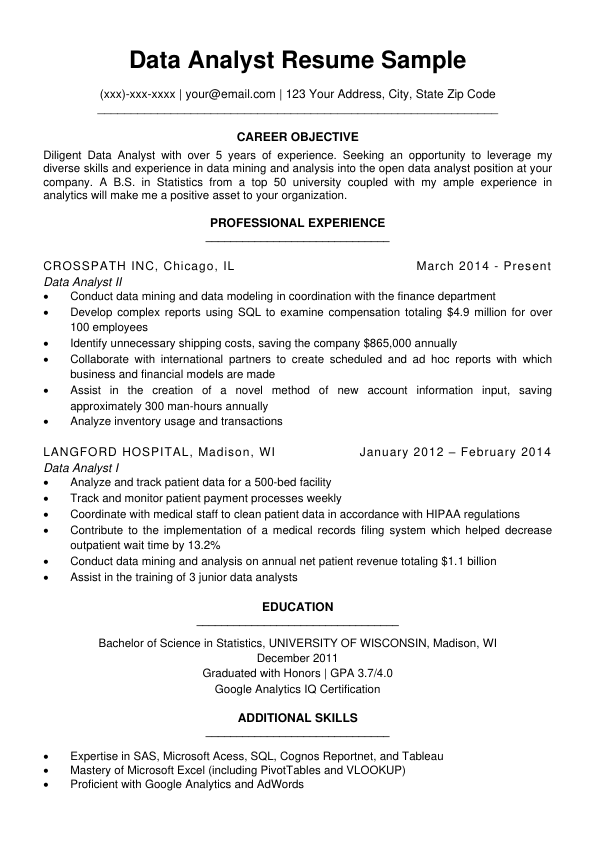 Data Analyst Resume Sample
(xxx)-xxx-xxxx | your@email.com | 123 Your Address, City, State Zip Code
CAREER OBJECTIVE
Diligent Data Analyst with over 5 years of experience. Seeking an opportunity to leverage my
diverse skills and experience in data mining and analysis into the open data analyst position at your
company. A B.S. in Statistics from a top 50 university coupled with my ample experience in
analytics will make me a positive asset to your organization.
PROFESSIONAL EXPERIENCE
CROSSPATH INC, Chicago, IL March 2014 - Present
Data Analyst II
• Conduct data mining and data modeling in coordination with the finance department
• Develop complex reports using SQL to examine compensation totaling $4.9 million for over
100 employees
• Identify unnecessary shipping costs, saving the company $865,000 annually
• Collaborate with international partners to create scheduled and ad hoc reports with which
business and financial models are made
• Assist in the creation of a novel method of new account information input, saving
approximately 300 man-hours annually
• Analyze inventory usage and transactions
LANGFORD HOSPITAL, Madison, WI January 2012 – February 2014
Data Analyst I
• Analyze and track patient data for a 500-bed facility
• Track and monitor patient payment processes weekly
• Coordinate with medical staff to clean patient data in accordance with HIPAA regulations
• Contribute to the implementation of a medical records filing system which helped decrease
outpatient wait time by 13.2%
• Conduct data mining and analysis on annual net patient revenue totaling $1.1 billion
• Assist in the training of 3 junior data analysts
EDUCATION
Bachelor of Science in Statistics, UNIVERSITY OF WISCONSIN, Madison, WI
December 2011
Graduated with Honors | GPA 3.7/4.0
Google Analytics IQ Certification
ADDITIONAL SKILLS
• Expertise in SAS, Microsoft Acess, SQL, Cognos Reportnet, and Tableau
• Mastery of Microsoft Excel (including PivotTables and VLOOKUP)
• Proficient with Google Analytics and AdWords